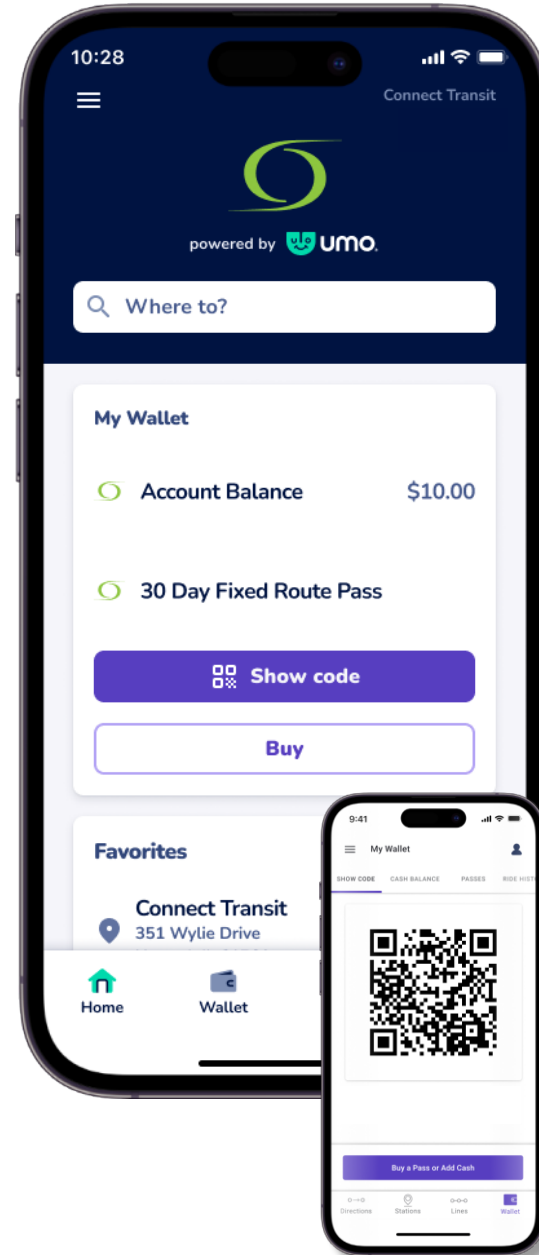 10:28
Connect Transit
powered by umo.
Where to?
My Wallet
Account Balance $10.00
30 Day Fixed Route Pass
Show code
Buy
Favorites
Connect Transit
351 Wylie Drive
Home Wallet
9:41
My Wallet
SHOW CODE CASH BALANCE PASSES RIDE HIST
Buy a Pass or Add Cash
Directions Stations Lines Wallet